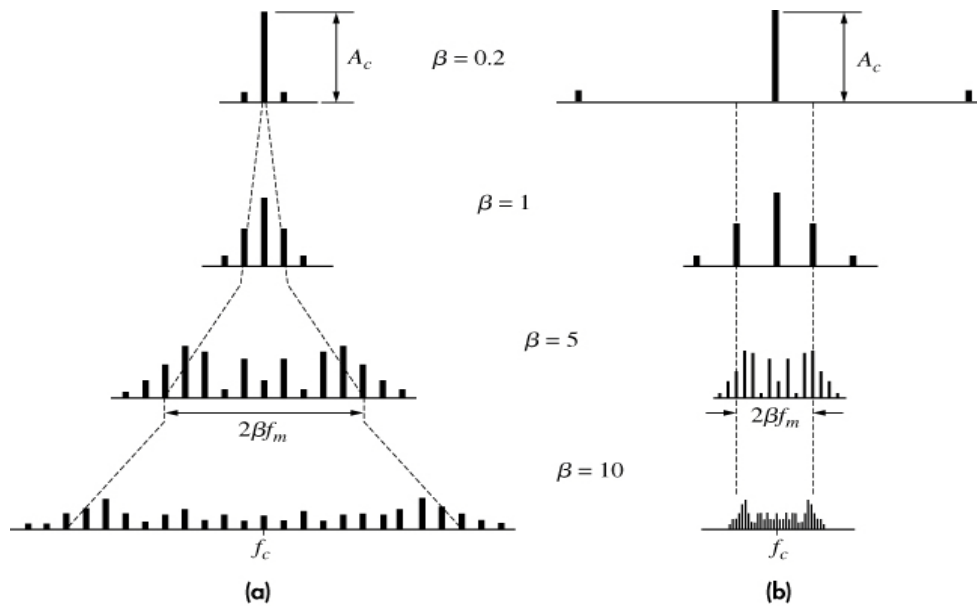 A_c
β = 0.2
A_c
β = 1
β = 5
2βf_m
2βf_m
β = 10
f_c
f_c
(a)
(b)